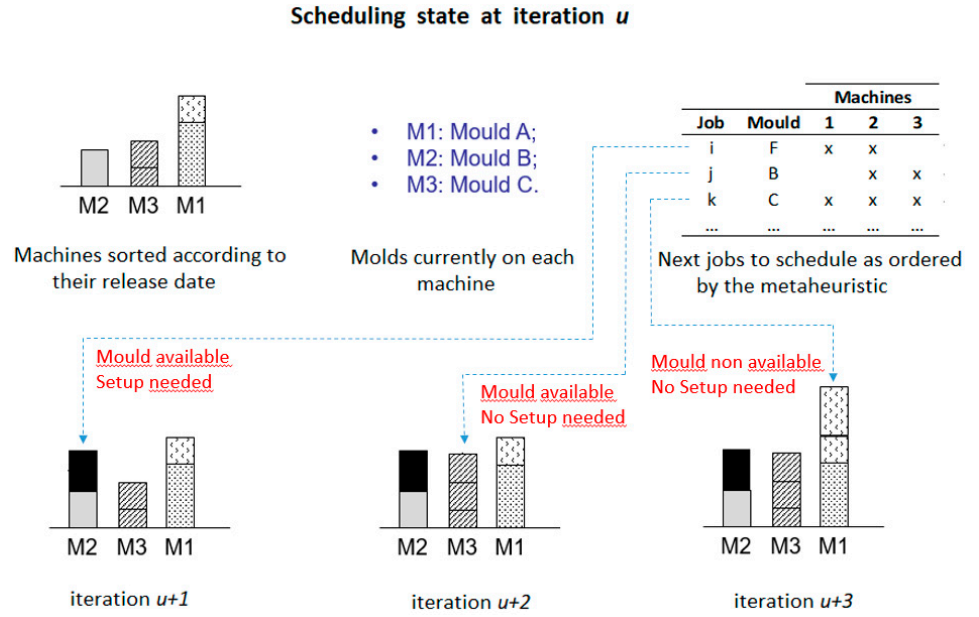 Scheduling state at iteration u
M2 M3 M1
Machines sorted according to
their release date
• M1: Mould A;
• M2: Mould B;
• M3: Mould C.
Molds currently on each
machine
Machines
Job Mould 1 2 3
i F x x
j B x x
k C x x x
... ... ... ... ...
Next jobs to schedule as ordered
by the metaheuristic
Mould available
Setup needed
M2 M3 M1
iteration u+1
Mould available
No Setup needed
M2 M3 M1
iteration u+2
Mould non available
No Setup needed
M2 M3 M1
iteration u+3